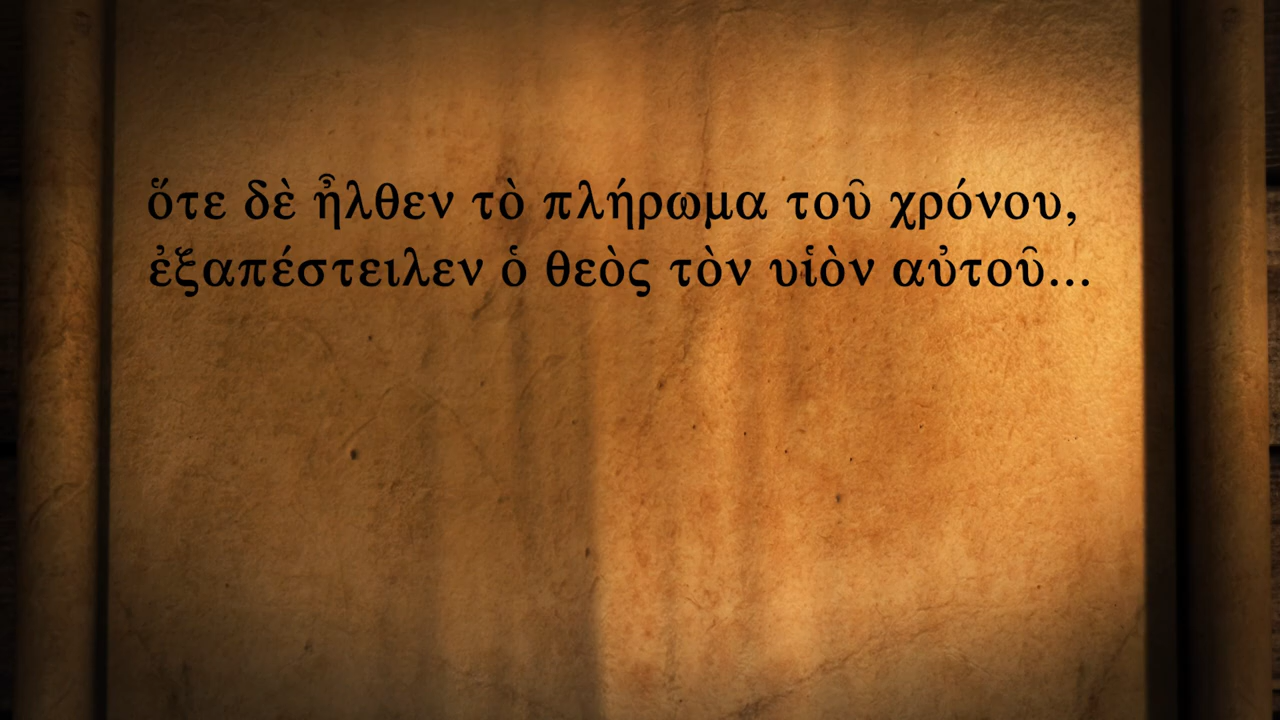 ὅτε δὲ ἦλθεν τὸ πλήρωμα τοῦ χρόνου,
ἐξαπέστειλεν ὁ θεὸς τὸν υἱὸν αὐτοῦ...